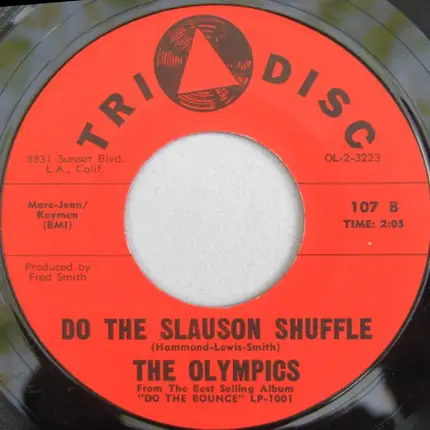 TRI DISC
8831 Sunset Blvd.
L.A., Calif.
OL-2-3223
Marc-Jean/
Keymen
(BMI)
107 B
TIME: 2:05
Produced by
Fred Smith
DO THE SLAUSON SHUFFLE
(Hammond-Lewis-Smith)
THE OLYMPICS
From The Best Selling Album
"DO THE BOUNCE" LP-1001